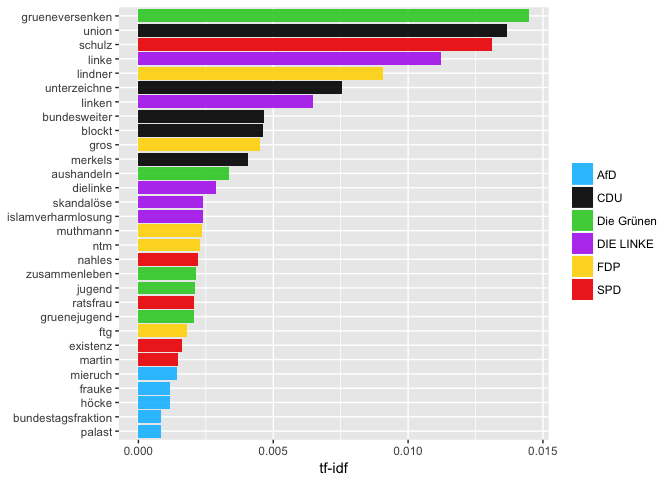 grueneversenken
union
schulz
linke
lindner
unterzeichne
linken
bundesweiter
blockt
gros
merkels
aushandeln
dielinke
skandalöse
islamverharmlosung
muthmann
ntm
nahles
zusammenleben
jugend
ratsfrau
gruenejugend
ftg
existenz
martin
mieruch
frauke
höcke
bundestagsfraktion
palast
0.000 0.005 0.010 0.015
tf-idf
AfD
CDU
Die Grünen
DIE LINKE
FDP
SPD